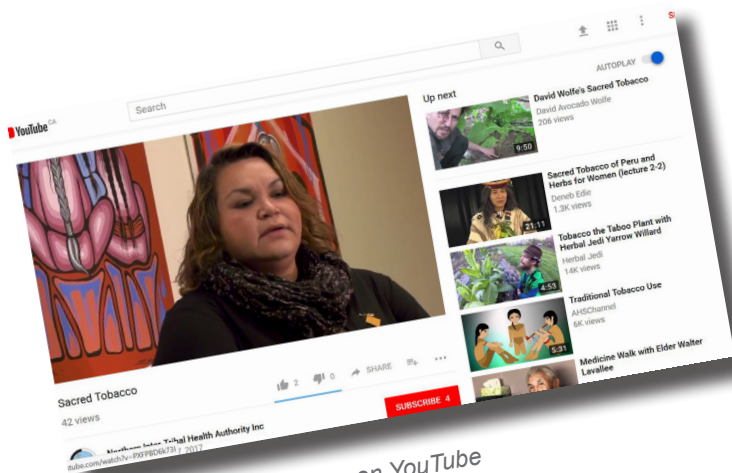 YouTube CA
Search
AUTOPLAY
Up next
David Wolfe's Sacred Tobacco
David Avocado Wolfe
206 views
9:50
Sacred Tobacco of Peru and
Herbs for Women (lecture 2-2)
Deneb Edie
1.3K views
21:11
Tobacco the Taboo Plant with
Herbal Jedi Yarrow Willard
Herbal Jedi
14K views
4:53
Traditional Tobacco Use
AHSChannel
6K views
5:31
Medicine Walk with Elder Walter
Lavallee
Sacred Tobacco
42 views
2
0
SHARE
SUBSCRIBE 4
Northern Inter-Tribal Health Authority Inc
2017
on YouTube